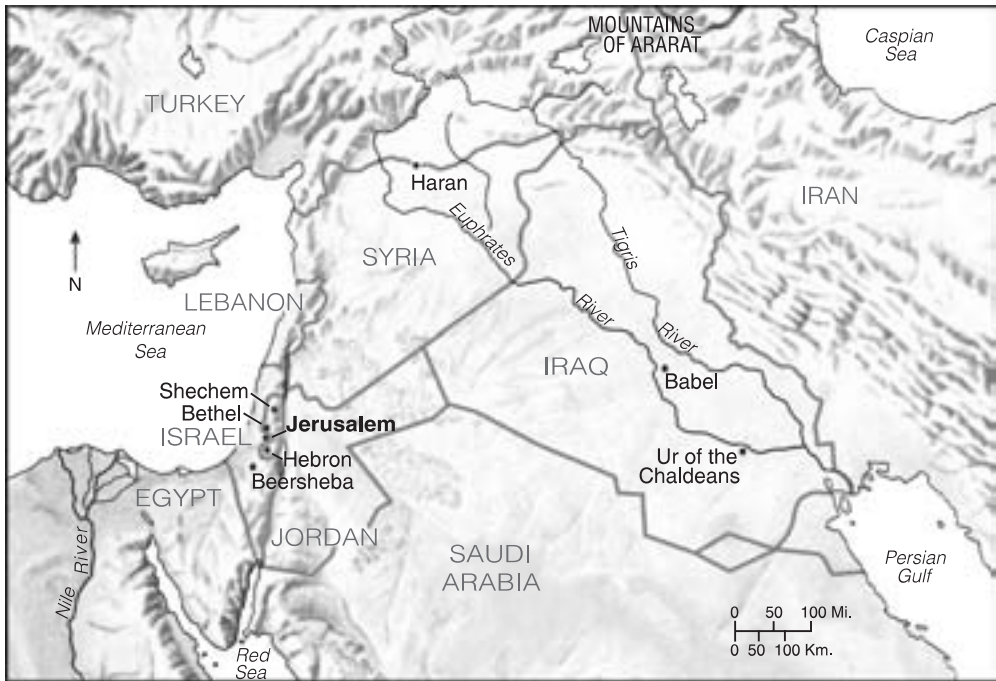 MOUNTAINS
OF ARARAT
Caspian
Sea
TURKEY
Haran
IRAN
Euphrates
Tigris
SYRIA
N
LEBANON
River
River
Mediterranean
Sea
IRAQ
Babel
Shechem
Bethel
Jerusalem
ISRAEL
Hebron
Beersheba
Ur of the
Chaldeans
EGYPT
JORDAN
SAUDI
ARABIA
Nile River
Persian
Gulf
Red
Sea
0 50 100 Mi.
0 50 100 Km.